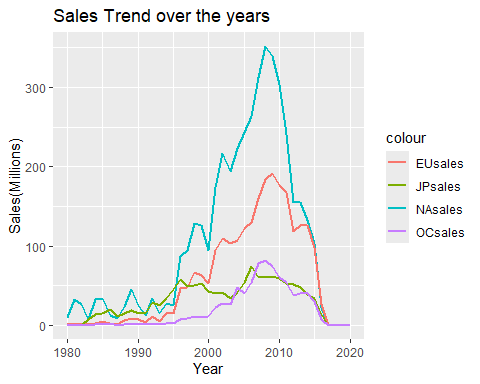 Sales Trend over the years
300
200
100
0
Sales(Millions)
1980 1990 2000 2010 2020
Year
colour
EUsales
JPsales
NAsales
OCsales